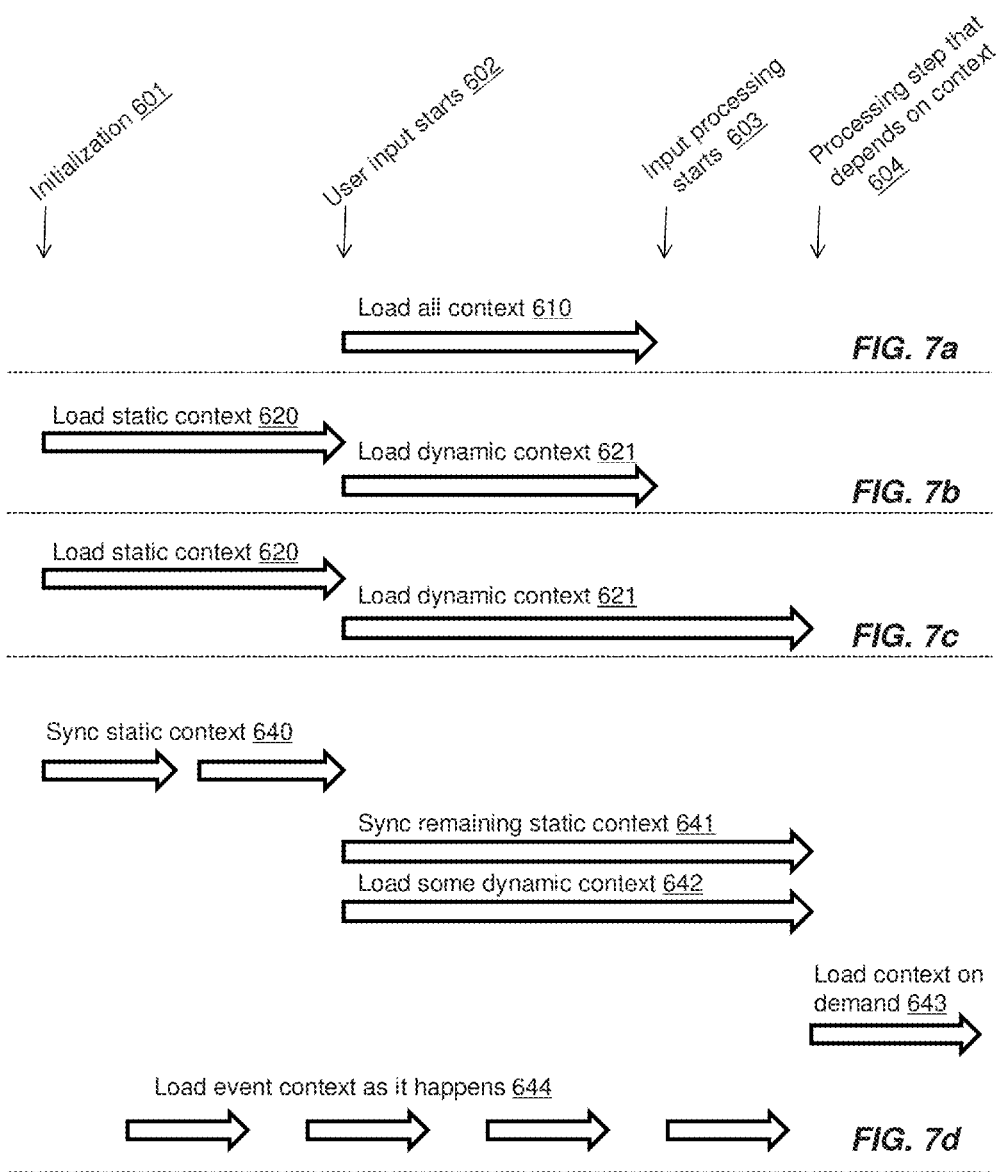 Initialization 601
User input starts 602
Input processing
starts 603
Processing step that
depends on context
604
Load all context 610
FIG. 7a
Load static context 620
Load dynamic context 621
FIG. 7b
Load static context 620
Load dynamic context 621
FIG. 7c
Sync static context 640
Sync remaining static context 641
Load some dynamic context 642
Load context on
demand 643
Load event context as it happens 644
FIG. 7d